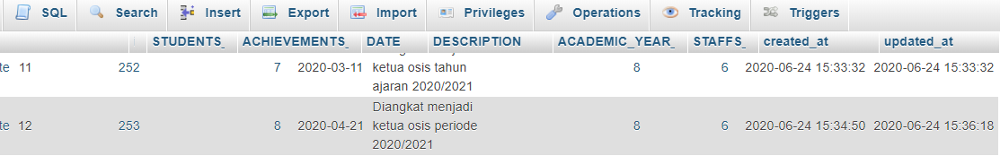 SQL Search Insert Export Import Privileges Operations Tracking Triggers
STUDENTS_ ACHIEVEMENTS_ DATE DESCRIPTION ACADEMIC_YEAR_ STAFFS_ created_at updated_at
te 11 252 7 2020-03-11 ketua osis tahun 8 6 2020-06-24 15:33:32 2020-06-24 15:33:32
ajaran 2020/2021
Diangkat menjadi
te 12 253 8 2020-04-21 ketua osis periode 8 6 2020-06-24 15:34:50 2020-06-24 15:36:18
2020/2021